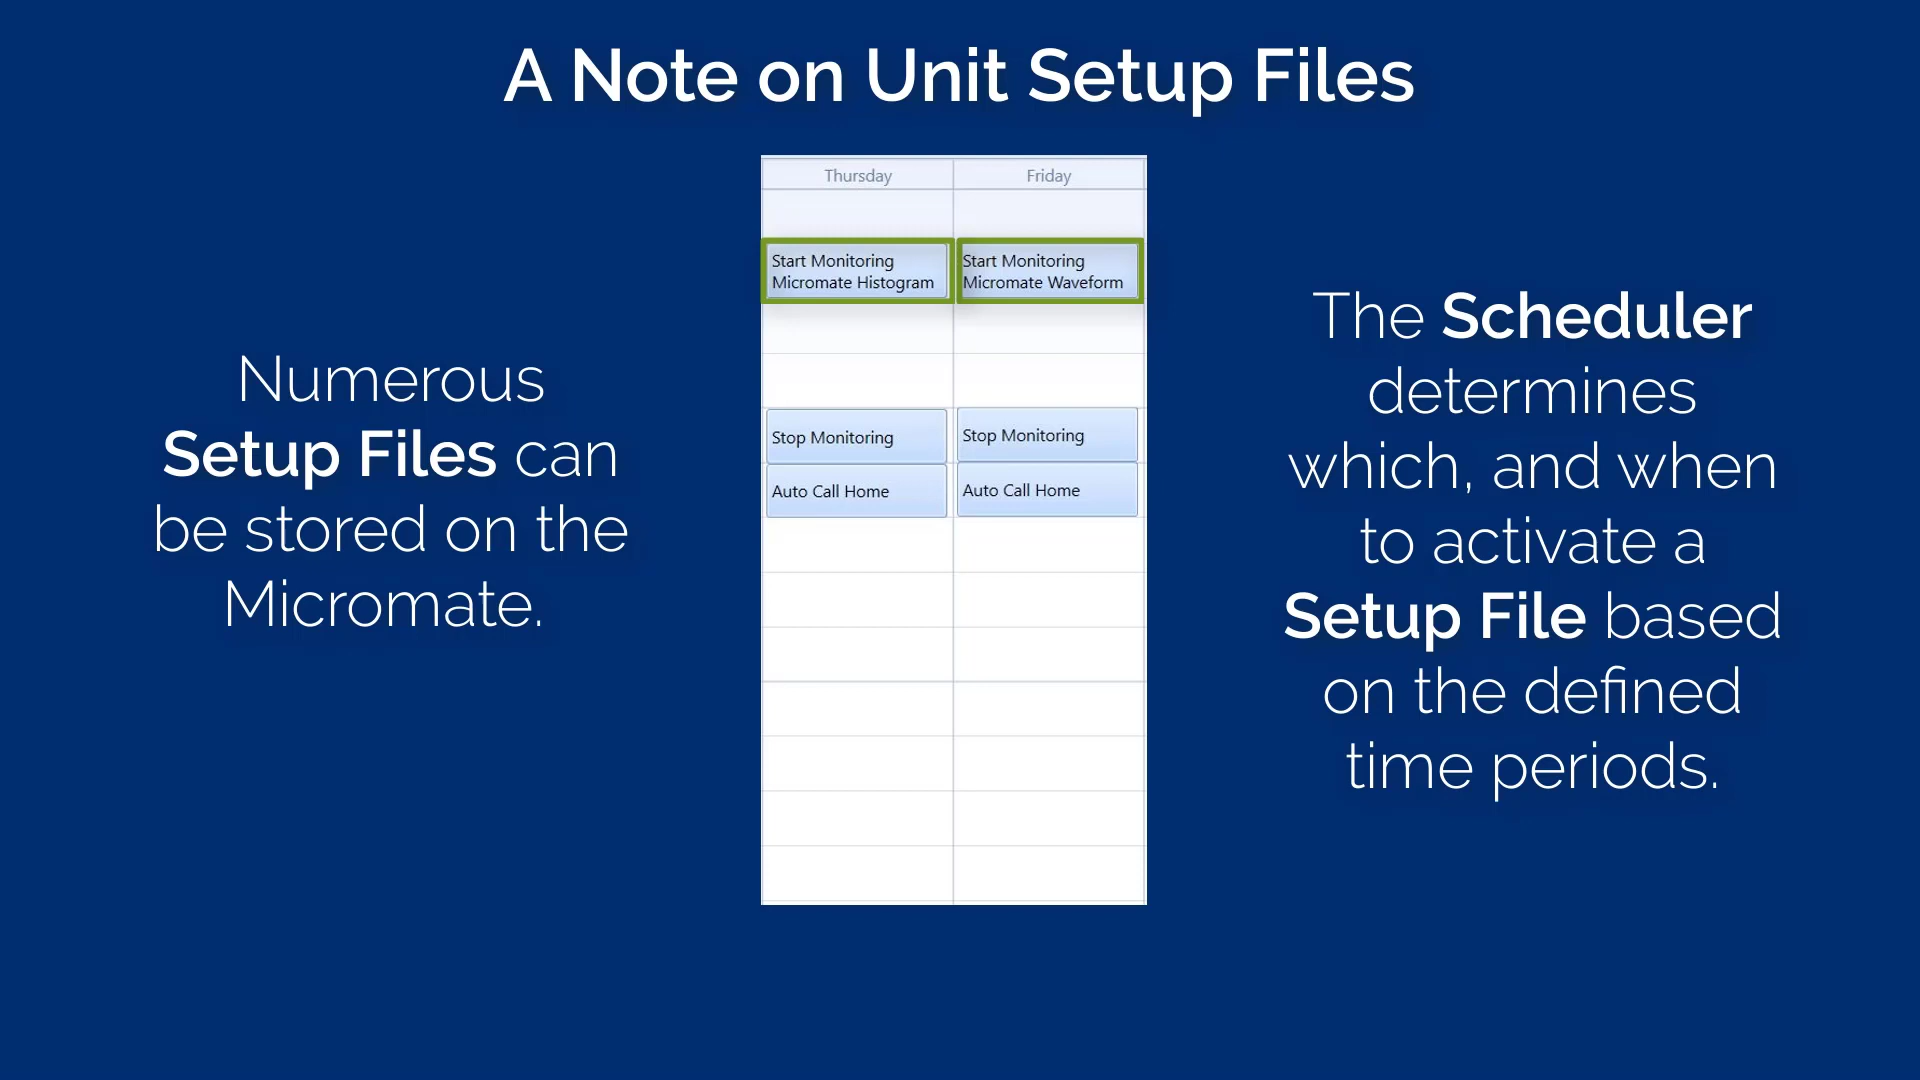 A Note on Unit Setup Files
Numerous
Setup Files can
be stored on the
Micromate.
Thursday
Friday
Start Monitoring
Micromate Histogram
Start Monitoring
Micromate Waveform
Stop Monitoring
Stop Monitoring
Auto Call Home
Auto Call Home
The Scheduler
determines
which, and when
to activate a
Setup File based
on the defined
time periods.